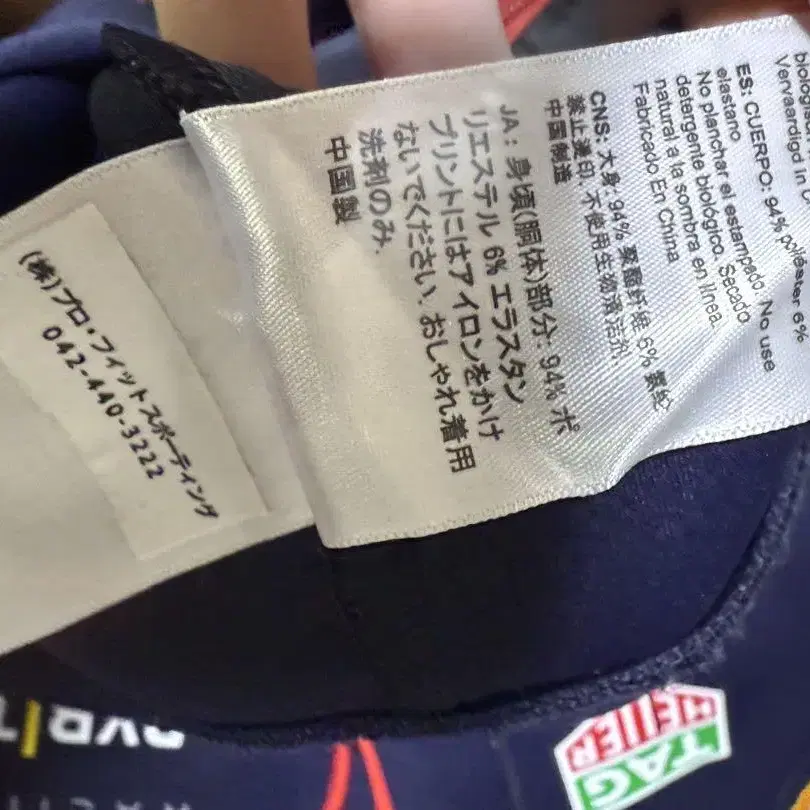 Vervaardigd in
ES: CUERPO: 94% poliéster 6%
elastano
No planchar el estampado. No use
detergente biológico. Secado
natural a la sombra en línea.
Fabricado En China
CNS: 大身: 94% 聚酯纤维 6% 氨纶
禁止烫印. 不使用生物清洁剂.
中国制造
JA : 身頃(胴体)部分: 94% ポ
リエステル 6% エラスタン
プリントにはアイロンをかけ
ないでください. おしゃれ着用
洗剤のみ.
中国製
(株)プロ・フィットスポーティング
042-440-3222
TAG
HEUER